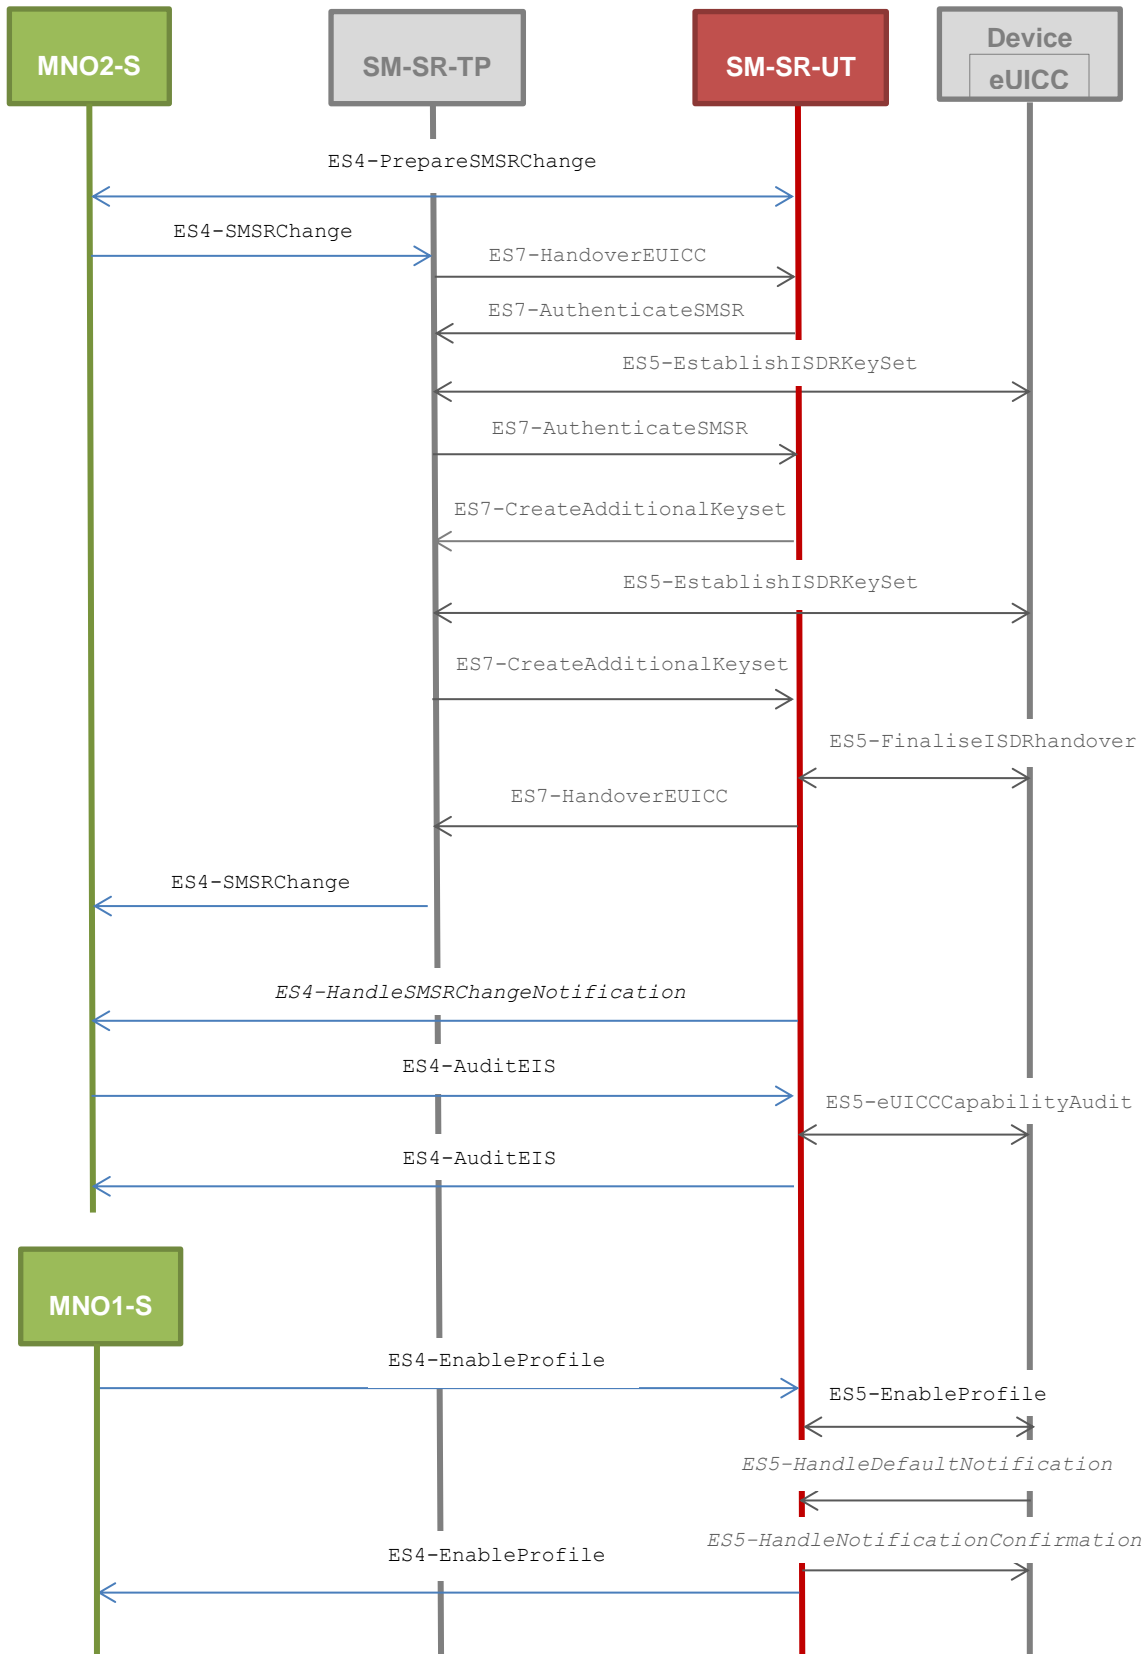 MNO2-S
SM-SR-TP
SM-SR-UT
Device
eUICC
ES4-PrepareSMSRChange
ES4-SMSRChange
ES7-HandoverEUICC
ES7-AuthenticateSMSR
ES5-EstablishISDRKeySet
ES7-AuthenticateSMSR
ES7-CreateAdditionalKeyset
ES5-EstablishISDRKeySet
ES7-CreateAdditionalKeyset
ES5-FinaliseISDRhandover
ES7-HandoverEUICC
ES4-SMSRChange
ES4-HandleSMSRChangeNotification
ES4-AuditEIS
ES5-eUICCCapabilityAudit
ES4-AuditEIS
MNO1-S
ES4-EnableProfile
ES5-EnableProfile
ES5-HandleDefaultNotification
ES5-HandleNotificationConfirmation
ES4-EnableProfile